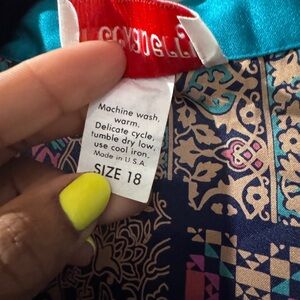 Machine wash,
warm.
Delicate cycle,
tumble dry low.
use cool iron.
Made in U.S.A.
SIZE 18